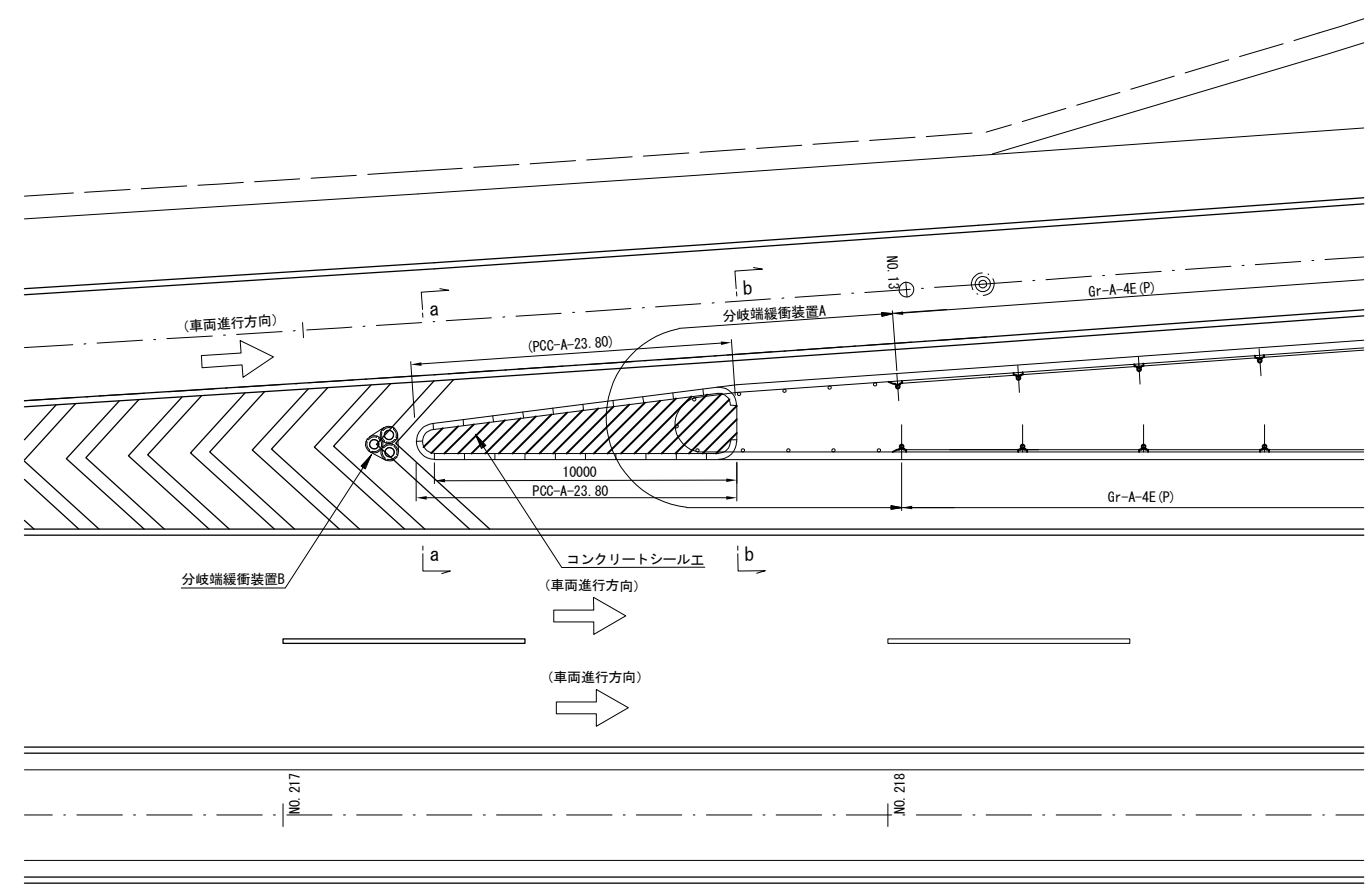 NO. 13
Gr-A-4E(P)
b
a
分岐端緩衝装置A
(車両進行方向)
(PCC-A-23.80)
10000
PCC-A-23.80
Gr-A-4E(P)
a
b
コンクリートシール工
分岐端緩衝装置B
(車両進行方向)
(車両進行方向)
NO. 217
NO. 218